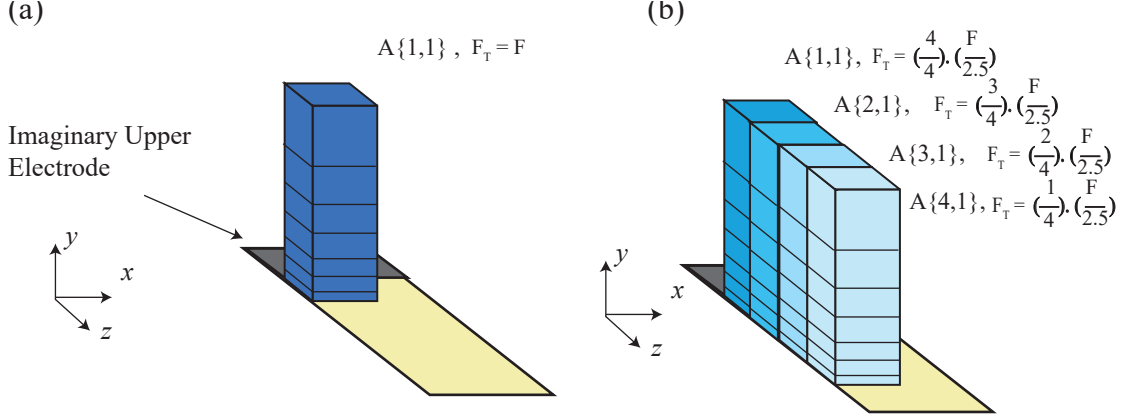 (a)
A{1,1} , F_T = F
Imaginary Upper
Electrode
y
x
z
(b)
A{1,1}, F_T = (4/4).(F/2.5)
A{2,1}, F_T = (3/4).(F/2.5)
A{3,1}, F_T = (2/4).(F/2.5)
A{4,1}, F_T = (1/4).(F/2.5)
y
x
z